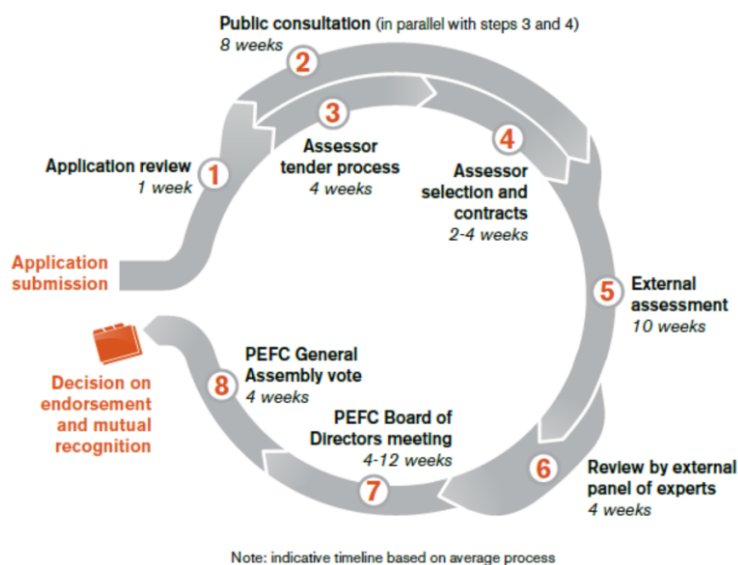 Public consultation (in parallel with steps 3 and 4)
8 weeks
2
3
Assessor
tender process
4 weeks
4
Assessor
selection and
contracts
2-4 weeks
Application review
1 week
1
Application
submission
5
External
assessment
10 weeks
6
Review by external
panel of experts
4 weeks
PEFC Board of
Directors meeting
4-12 weeks
7
PEFC General
Assembly vote
4 weeks
8
Decision on
endorsement
and mutual
recognition
Note: indicative timeline based on average process